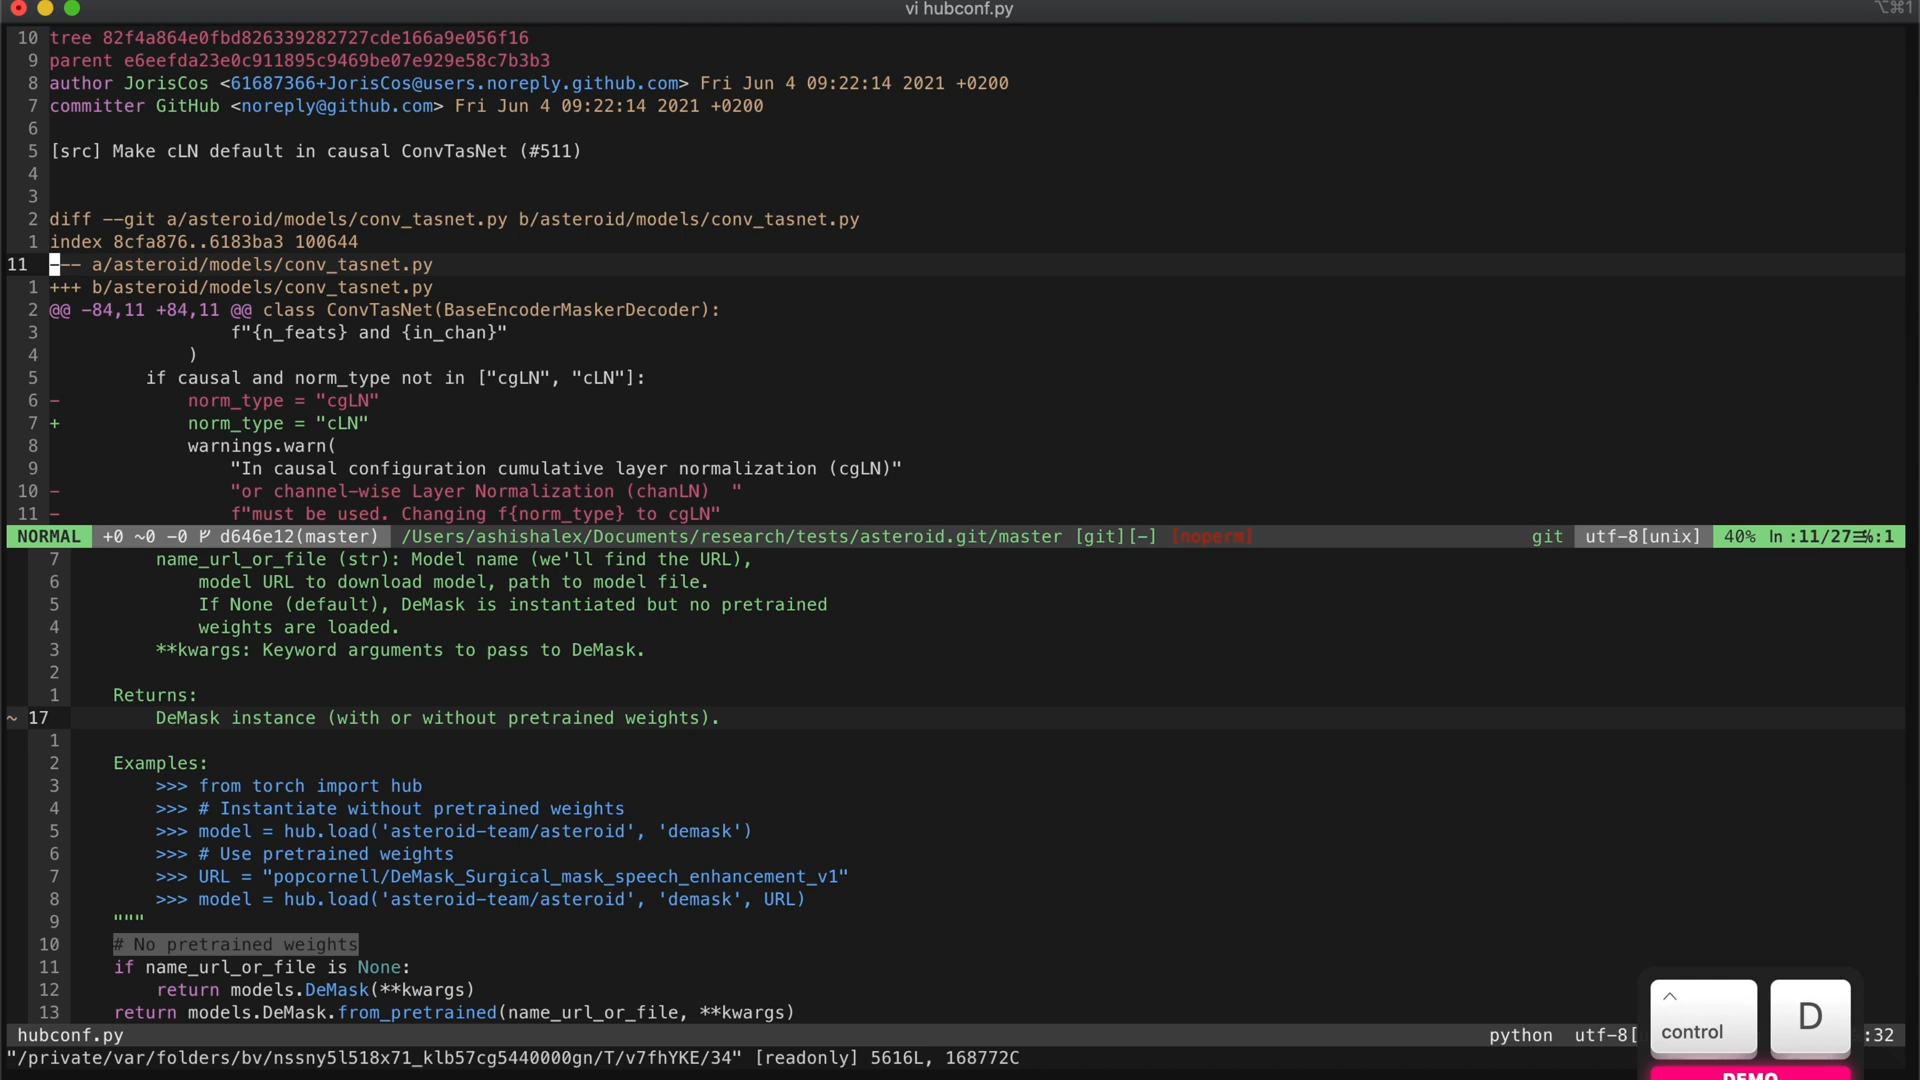 vi hubconf.py
⌥⌘1
10 tree 82f4a864e0fbd826339282727cde166a9e056f16
9 parent e6eefda23e0c911895c9469be07e929e58c7b3b3
8 author JorisCos <61687366+JorisCos@users.noreply.github.com> Fri Jun 4 09:22:14 2021 +0200
7 committer GitHub <noreply@github.com> Fri Jun 4 09:22:14 2021 +0200
6
5 [src] Make cLN default in causal ConvTasNet (#511)
4
3
2 diff --git a/asteroid/models/conv_tasnet.py b/asteroid/models/conv_tasnet.py
1 index 8cfa876..6183ba3 100644
11 --- a/asteroid/models/conv_tasnet.py
1 +++ b/asteroid/models/conv_tasnet.py
2 @@ -84,11 +84,11 @@ class ConvTasNet(BaseEncoderMaskerDecoder):
3 f"{n_feats} and {in_chan}"
4 )
5 if causal and norm_type not in ["cgLN", "cLN"]:
6 - norm_type = "cgLN"
7 + norm_type = "cLN"
8 warnings.warn(
9 "In causal configuration cumulative layer normalization (cgLN)"
10 - "or channel-wise Layer Normalization (chanLN)  "
11 - f"must be used. Changing f{norm_type} to cgLN"
NORMAL +0 ~0 -0 d646e12(master) /Users/ashishalex/Documents/research/tests/asteroid.git/master [git][-] [noperm] git utf-8[unix] 40% ln :11/27≡%:1
7 name_url_or_file (str): Model name (we'll find the URL),
6 model URL to download model, path to model file.
5 If None (default), DeMask is instantiated but no pretrained
4 weights are loaded.
3 **kwargs: Keyword arguments to pass to DeMask.
2
1 Returns:
~ 17 DeMask instance (with or without pretrained weights).
1
2 Examples:
3 >>> from torch import hub
4 >>> # Instantiate without pretrained weights
5 >>> model = hub.load('asteroid-team/asteroid', 'demask')
6 >>> # Use pretrained weights
7 >>> URL = "popcornell/DeMask_Surgical_mask_speech_enhancement_v1"
8 >>> model = hub.load('asteroid-team/asteroid', 'demask', URL)
9 """
10 # No pretrained weights
11 if name_url_or_file is None:
12 return models.DeMask(**kwargs)
13 return models.DeMask.from_pretrained(name_url_or_file, **kwargs)
hubconf.py python utf-8[ :32
"/private/var/folders/bv/nssny5l518x71_klb57cg5440000gn/T/v7fhYKE/34" [readonly] 5616L, 168772C
^
control
D
DEMO